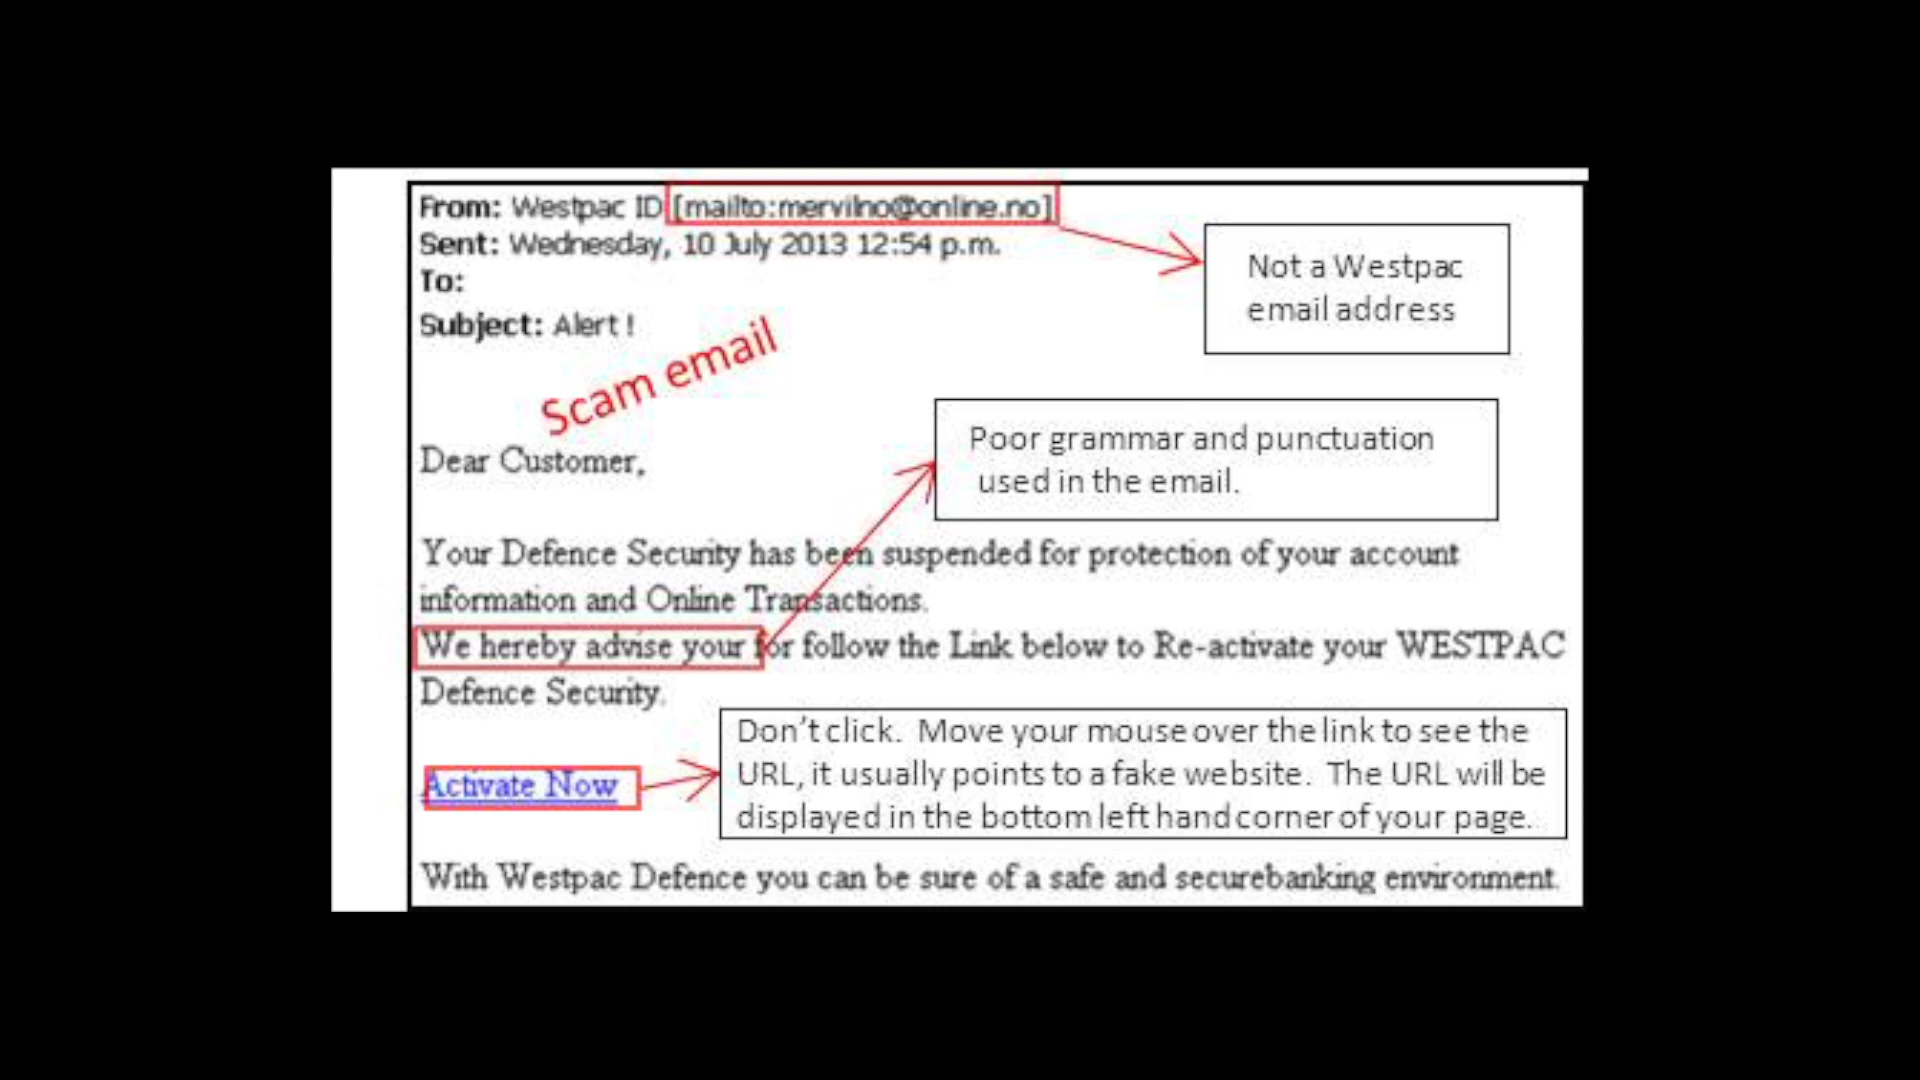 From: Westpac ID [mailto:mervilno@online.no]
Sent: Wednesday, 10 July 2013 12:54 p.m.
To:
Subject: Alert !
Not a Westpac
email address
Scam email
Dear Customer,
Poor grammar and punctuation
used in the email.
Your Defence Security has been suspended for protection of your account
information and Online Transactions.
We hereby advise your for follow the Link below to Re-activate your WESTPAC
Defence Security.
Activate Now
Don't click. Move your mouse over the link to see the
URL, it usually points to a fake website. The URL will be
displayed in the bottom left hand corner of your page.
With Westpac Defence you can be sure of a safe and securebanking environment.